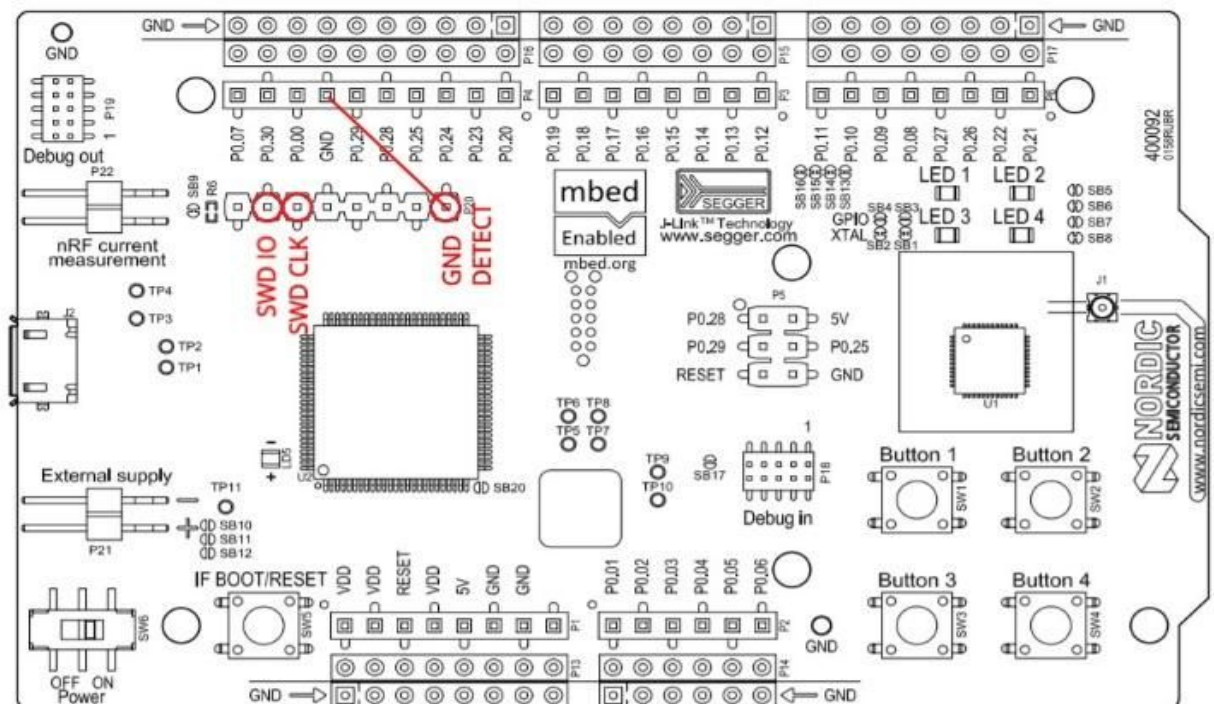 GND
GND
GND
GND
P16
P15
P17
P19
1
Debug out
P4
P3
P0.07
P0.30
P0.00
GND
P0.29
P0.28
P0.25
P0.24
P0.23
P0.20
P0.19
P0.18
P0.17
P0.16
P0.15
P0.14
P0.13
P0.12
P0.11
P0.10
P0.09
P0.08
P0.27
P0.26
P0.22
P0.21
400092
P22
nRF current
measurement
SB9
R6
P20
SWD IO
SWD CLK
GND
DETECT
mbed
Enabled
mbed.org
SEGGER
J-Link™ Technology
www.segger.com
SB16
SB15
SB14
SB13
LED 1
LED 2
SB4 SB3
GPIO
XTAL
SB2 SB1
LED 3
LED 4
SB5
SB6
SB7
SB8
TP4
TP3
TP2
TP1
J2
P5
P0.28
5V
P0.29
P0.25
RESET
GND
J1
U1
NORDIC
SEMICONDUCTOR
www.nordicsemi.com
TP6 TP8
TP5 TP7
-
LD5
+
U2
SB20
TP9
TP10
SB17
1
P18
Debug in
Button 1
SW1
Button 2
SW2
External supply
P21
-
+
TP11
SB10
SB11
SB12
IF BOOT/RESET
SW5
VDD
VDD
RESET
VDD
5V
GND
GND
P1
P0.01
P0.02
P0.03
P0.04
P0.05
P0.06
P2
GND
Button 3
SW3
Button 4
SW4
SW6
OFF ON
Power
P13
P14
GND
GND